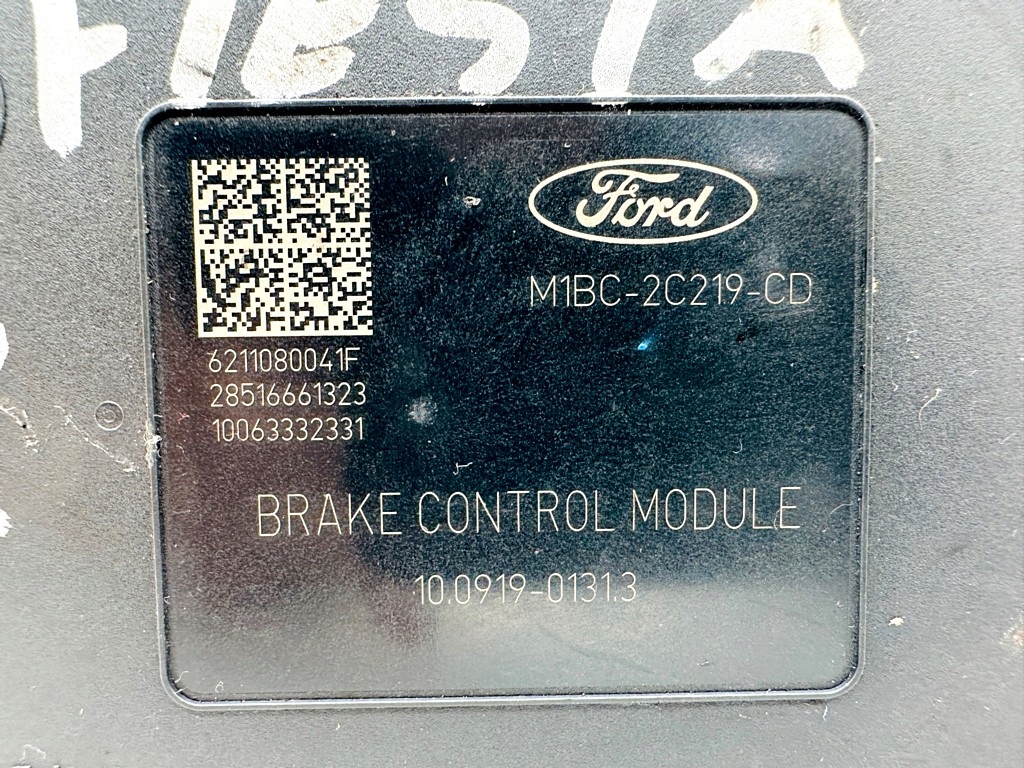 FIESTA
Ford
M1BC-2C219-CD
6211080041F
28516661323
10063332331
BRAKE CONTROL MODULE
10.0919-0131.3